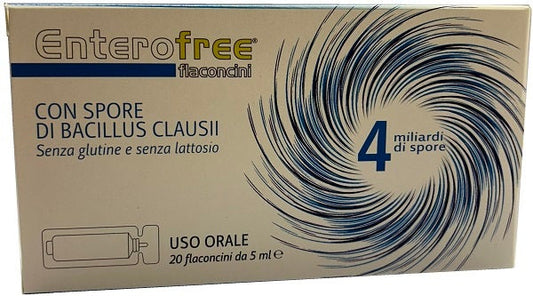 Enterofree®
flaconcini
CON SPORE
DI BACILLUS CLAUSII
Senza glutine e senza lattosio
4 miliardi
di spore
USO ORALE
20 flaconcini da 5 ml ℮